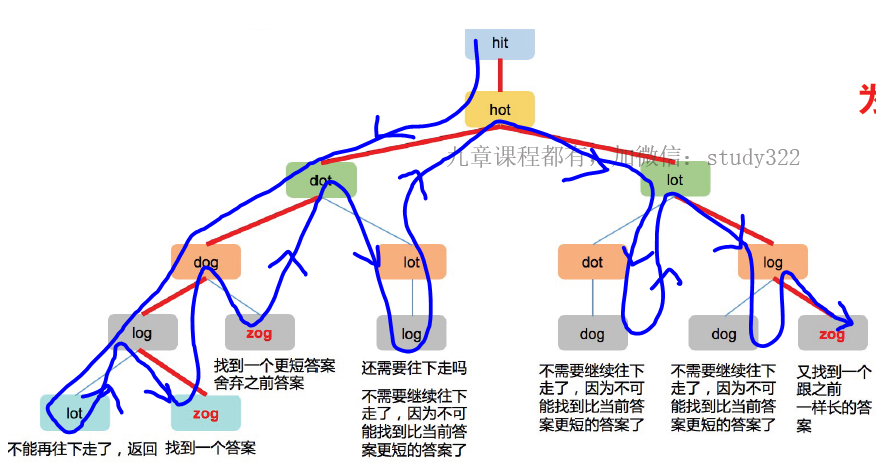 hit
hot
为
九章课程都有，加微信：study322
dot
lot
dog
lot
dot
log
log
zog
log
dog
dog
zog
找到一个更短答案
舍弃之前答案
还需要往下走吗
不需要继续往下
走了，因为不可
能找到比当前答
案更短的答案了
不需要继续往下
走了，因为不可
能找到比当前答
案更短的答案了
不需要继续往下
走了，因为不可
能找到比当前答
案更短的答案了
又找到一个
跟之前
一样长的答
案
lot
zog
不能再往下走了，返回
找到一个答案